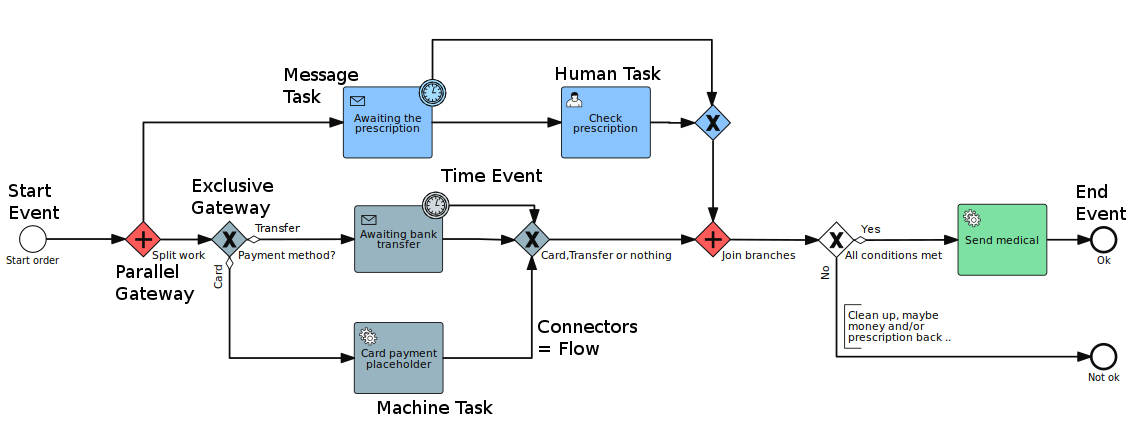 Message
Task
Human Task
Awaiting the
prescription
Check
prescription
Start
Event
Exclusive
Gateway
Time Event
End
Event
Transfer
Awaiting bank
transfer
Yes
Send medical
Start order
Split work
Payment method?
Card,Transfer or nothing
Join branches
All conditions met
Ok
Parallel
Gateway
Card
No
Clean up, maybe
money and/or
prescription back ..
Connectors
= Flow
Card payment
placeholder
Not ok
Machine Task